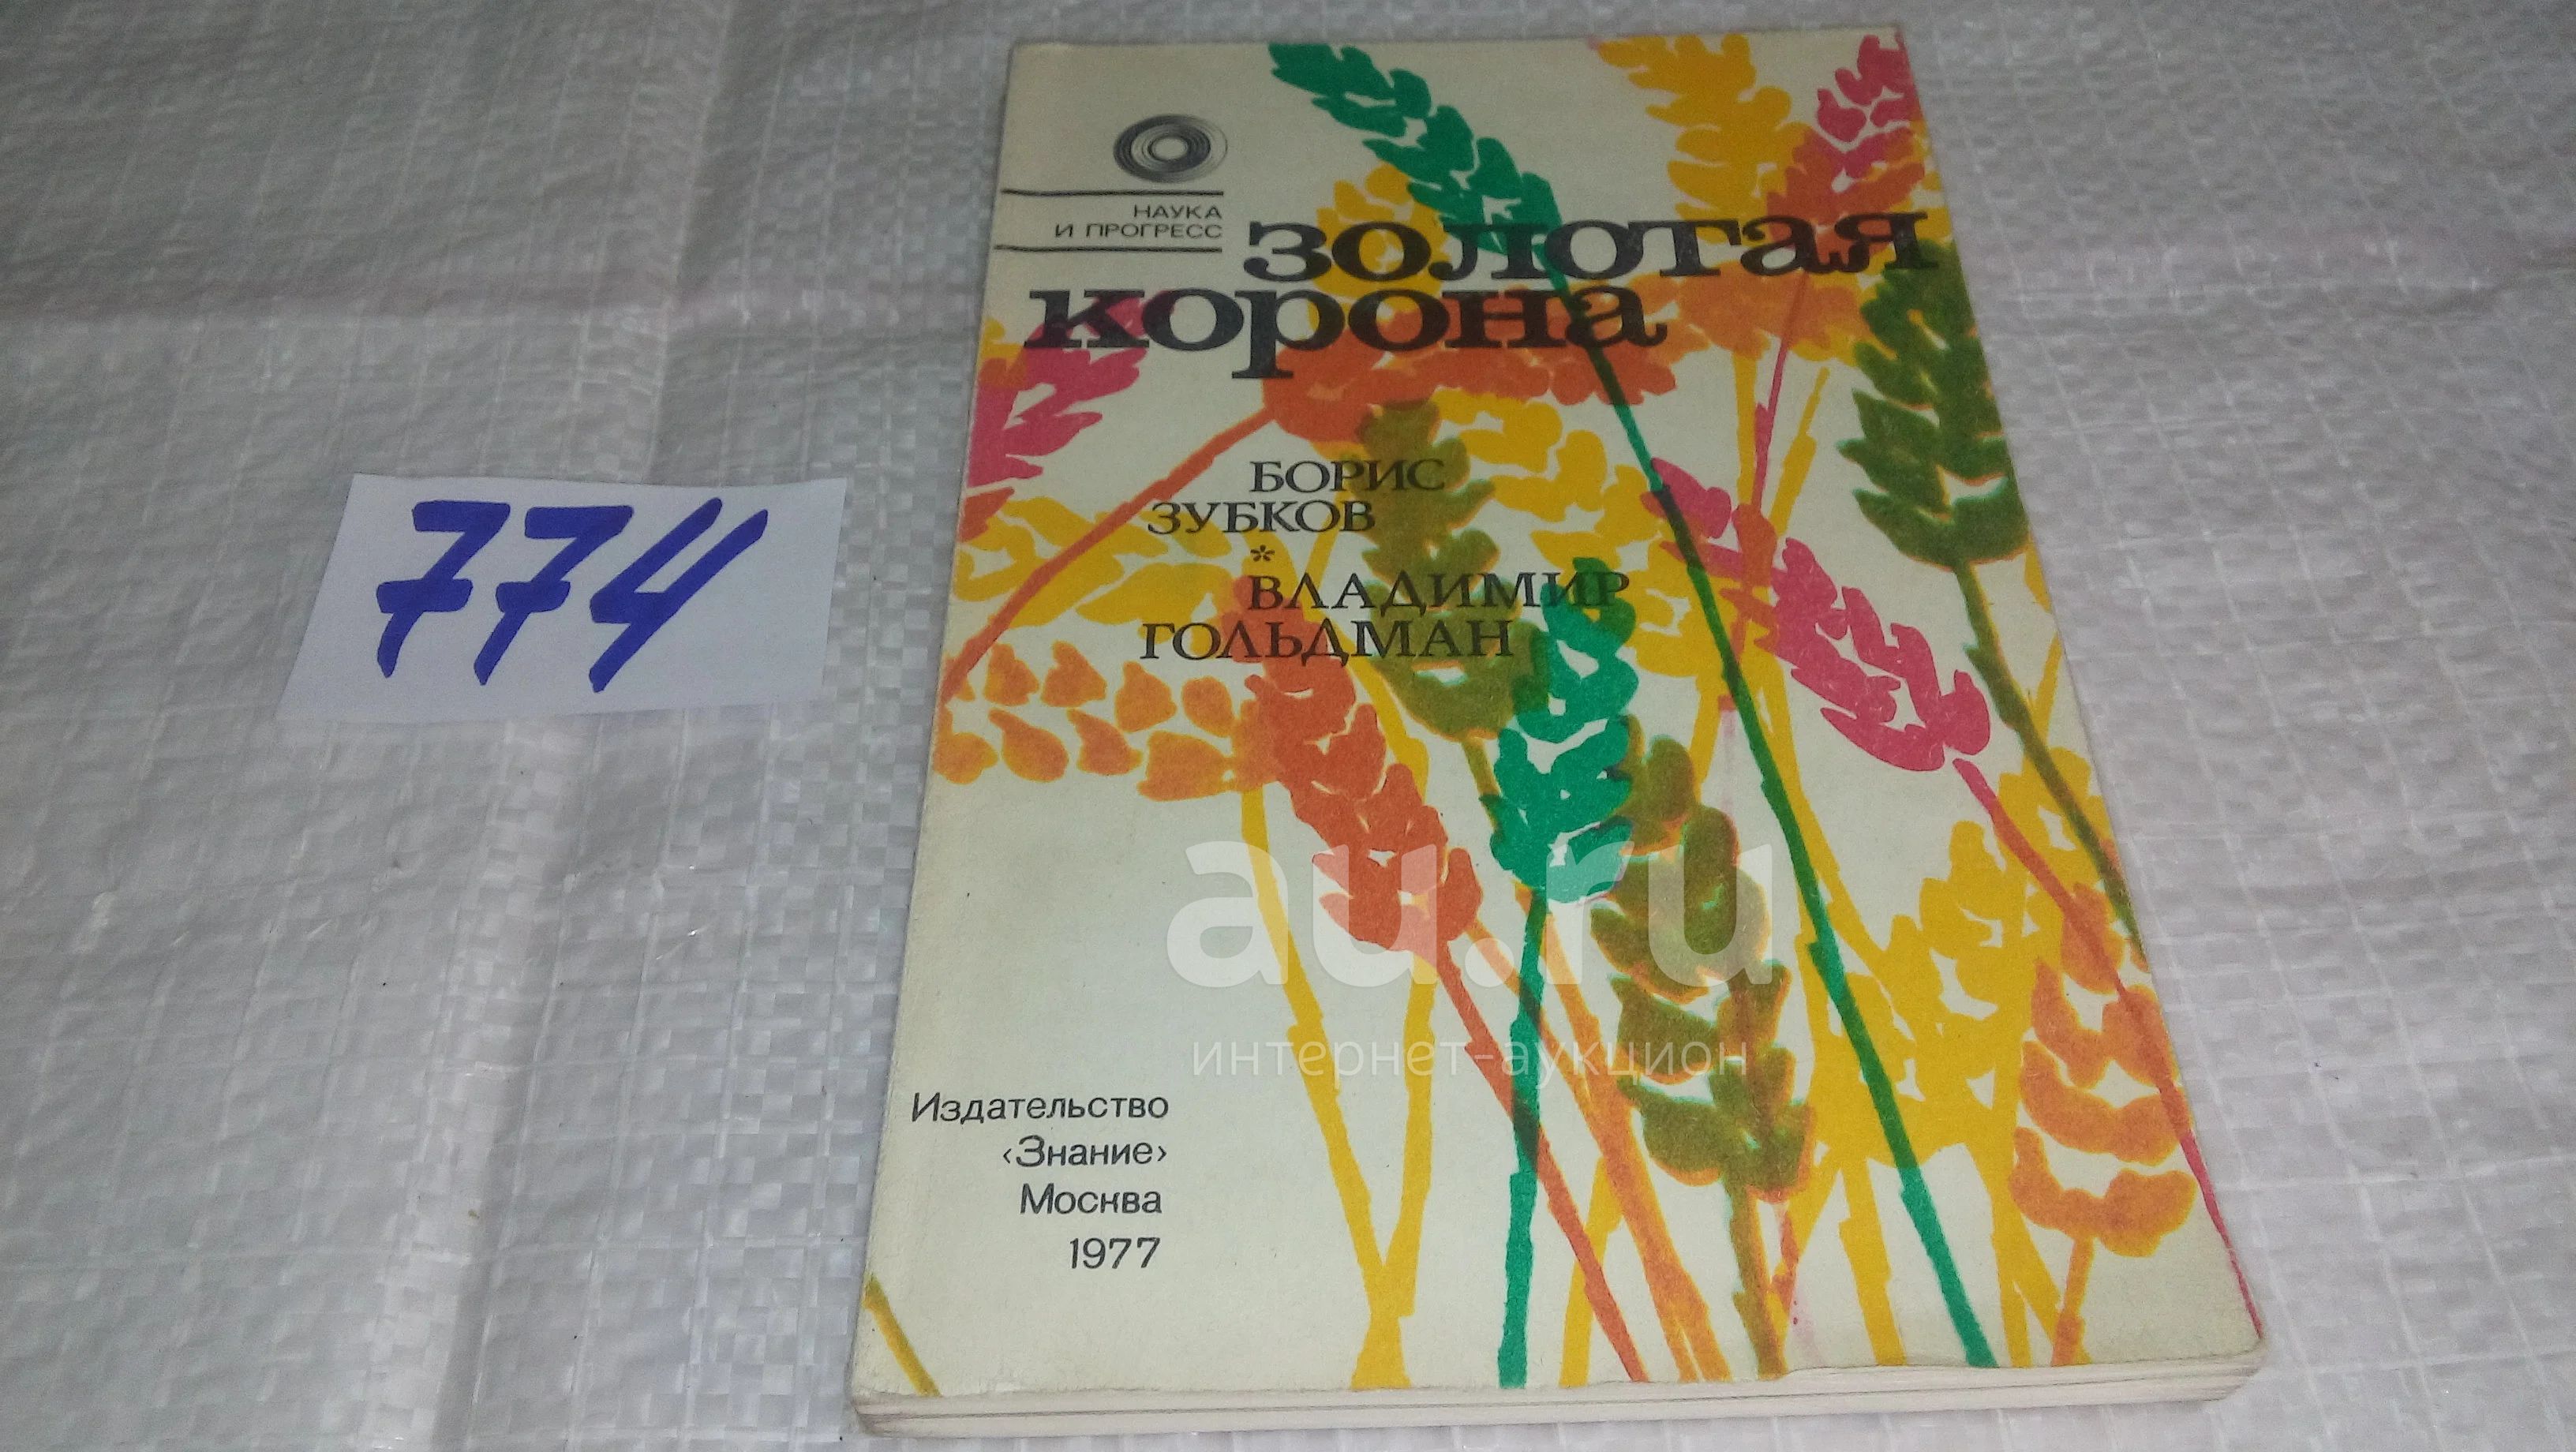 774
НАУКА
И ПРОГРЕСС
золотая
корона
БОРИС
ЗУБКОВ
*
ВЛАДИМИР
ГОЛЬДМАН
au.ru
интернет-аукцион
Издательство
‹Знание›
Москва
1977